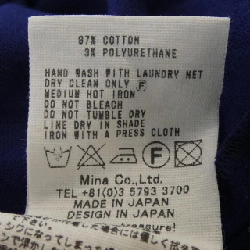 97% COTTON
3% POLYURETHANE
HAND WASH WITH LAUNDRY NET
DRY CLEAN ONLY F
MEDIUM HOT IRON
DO NOT BLEACH
DO NOT TUMBLE DRY
LINE DRY IN SHADE
IRON WITH A PRESS CLOTH
F
Mina Co.,Ltd.
TEL +81(0)3 5793 3700
MADE IN JAPAN
DESIGN IN JAPAN
treasure!